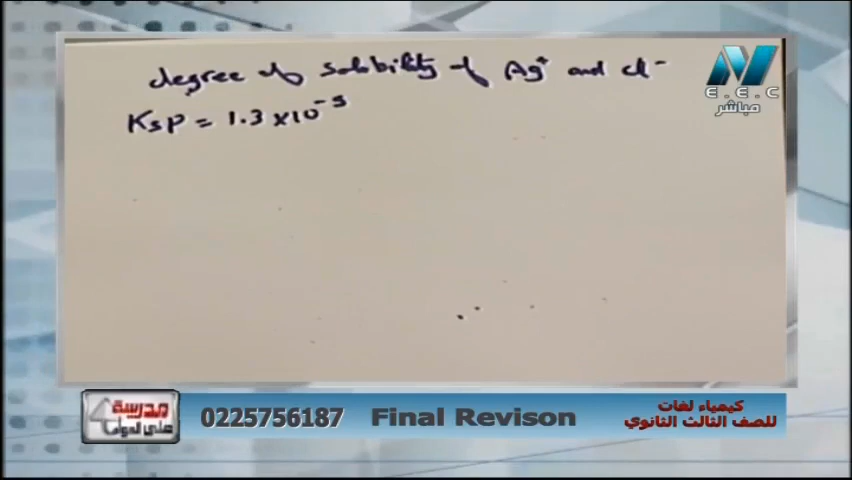 degree of solobility of Ag⁺ and cl⁻
Ksp = 1.3 x10⁻⁵
E.E.C
مباشر
مدرسة
على الهوا
0225756187
Final Revison
كيمياء لغات
للصف الثالث الثانوي